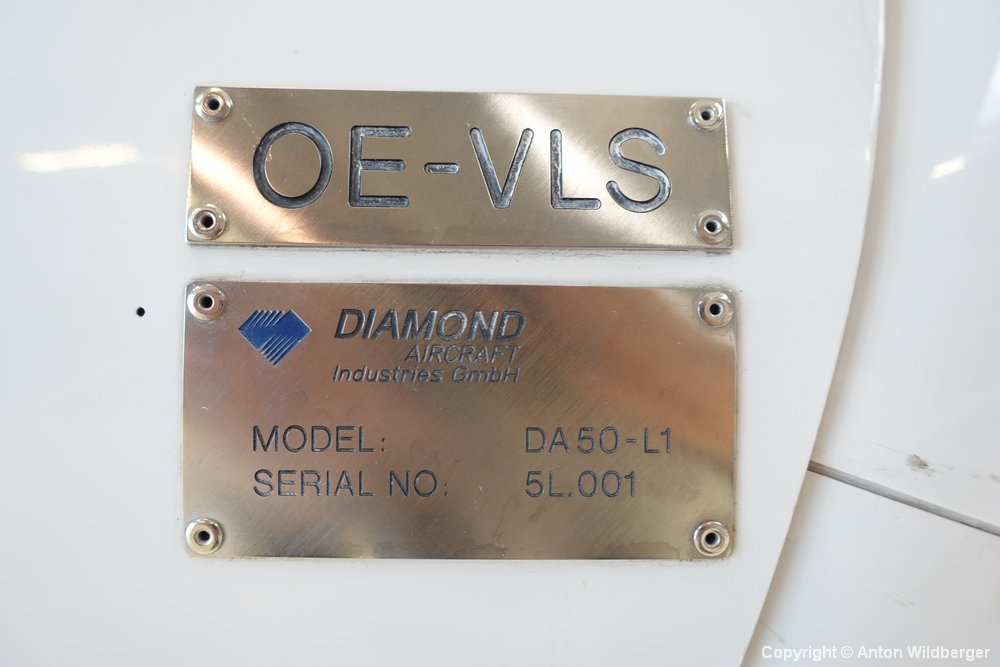 OE-VLS
DIAMOND
AIRCRAFT
Industries GmbH
MODEL: DA50-L1
SERIAL NO: 5L.001
Copyright © Anton Wildberger